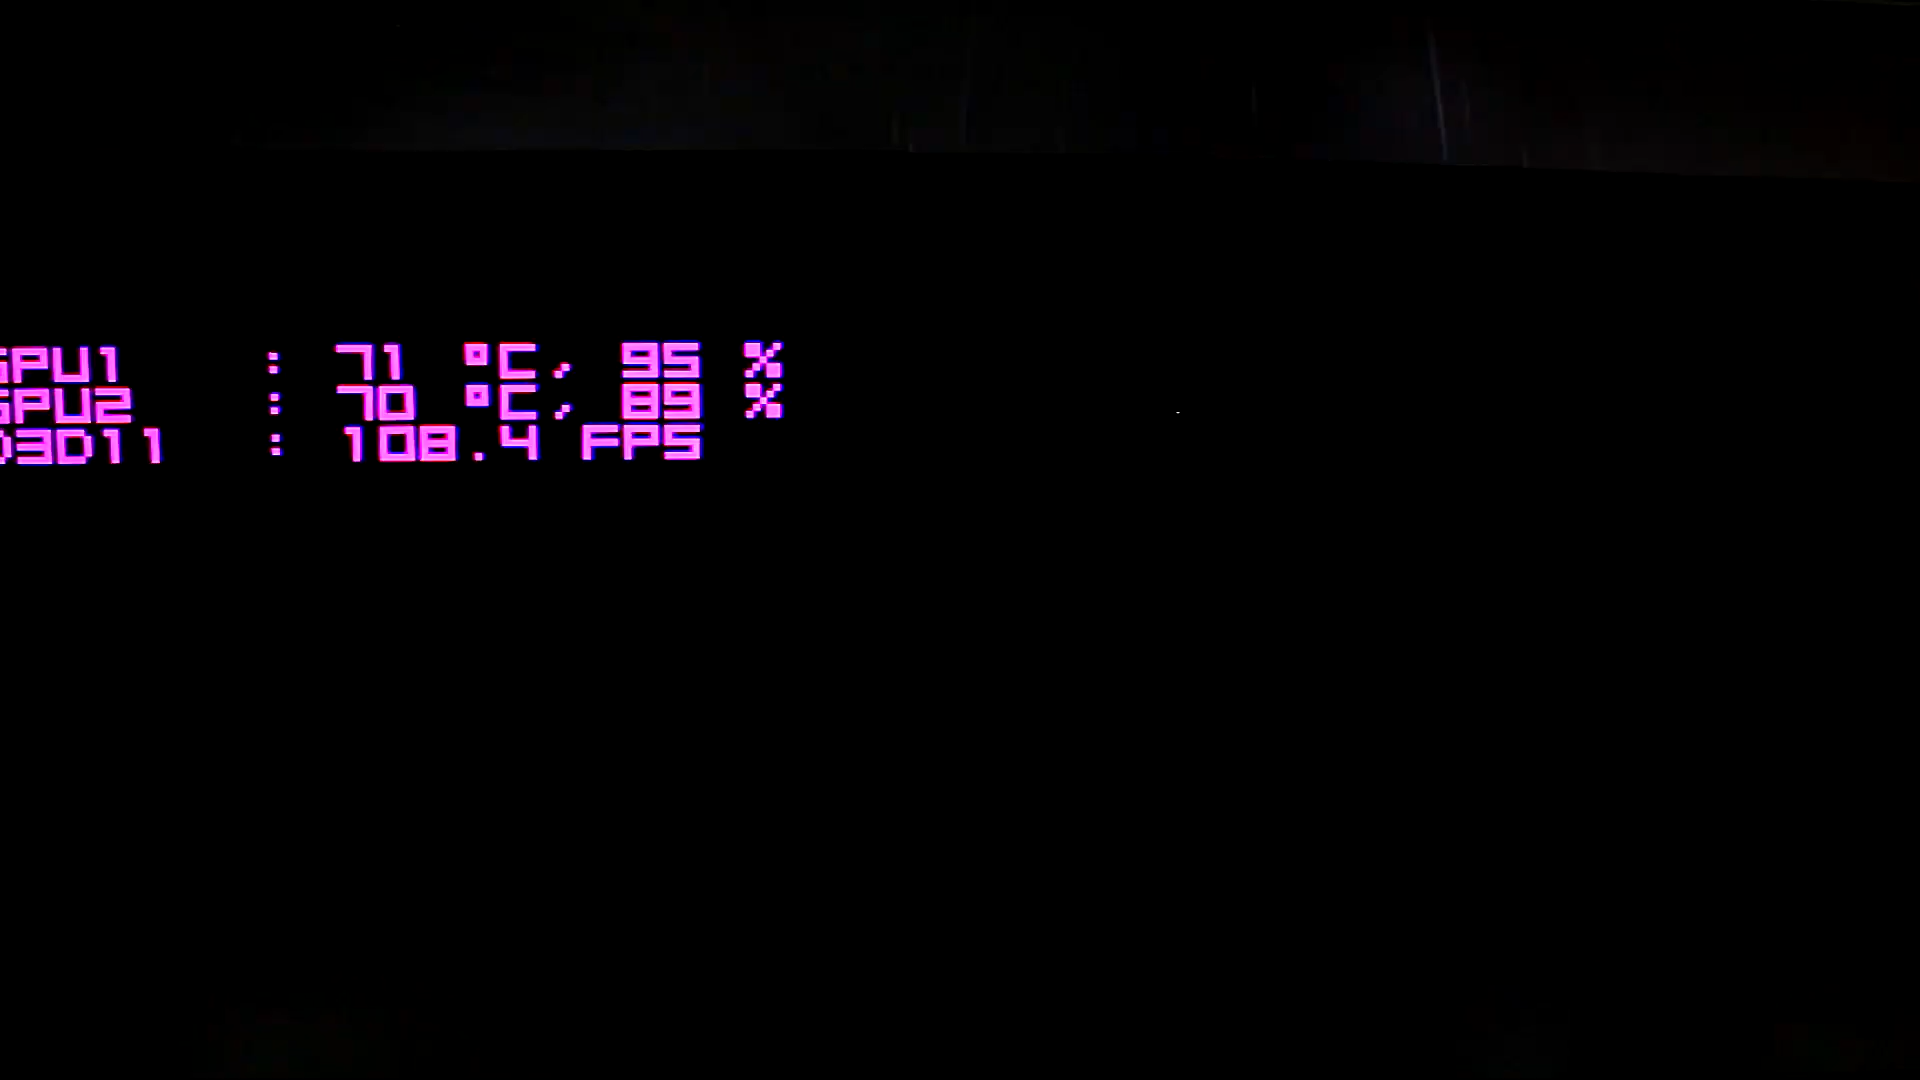 GPU1 : 71 °C, 95 %
GPU2 : 70 °C, 89 %
D3D11 : 108.4 FPS